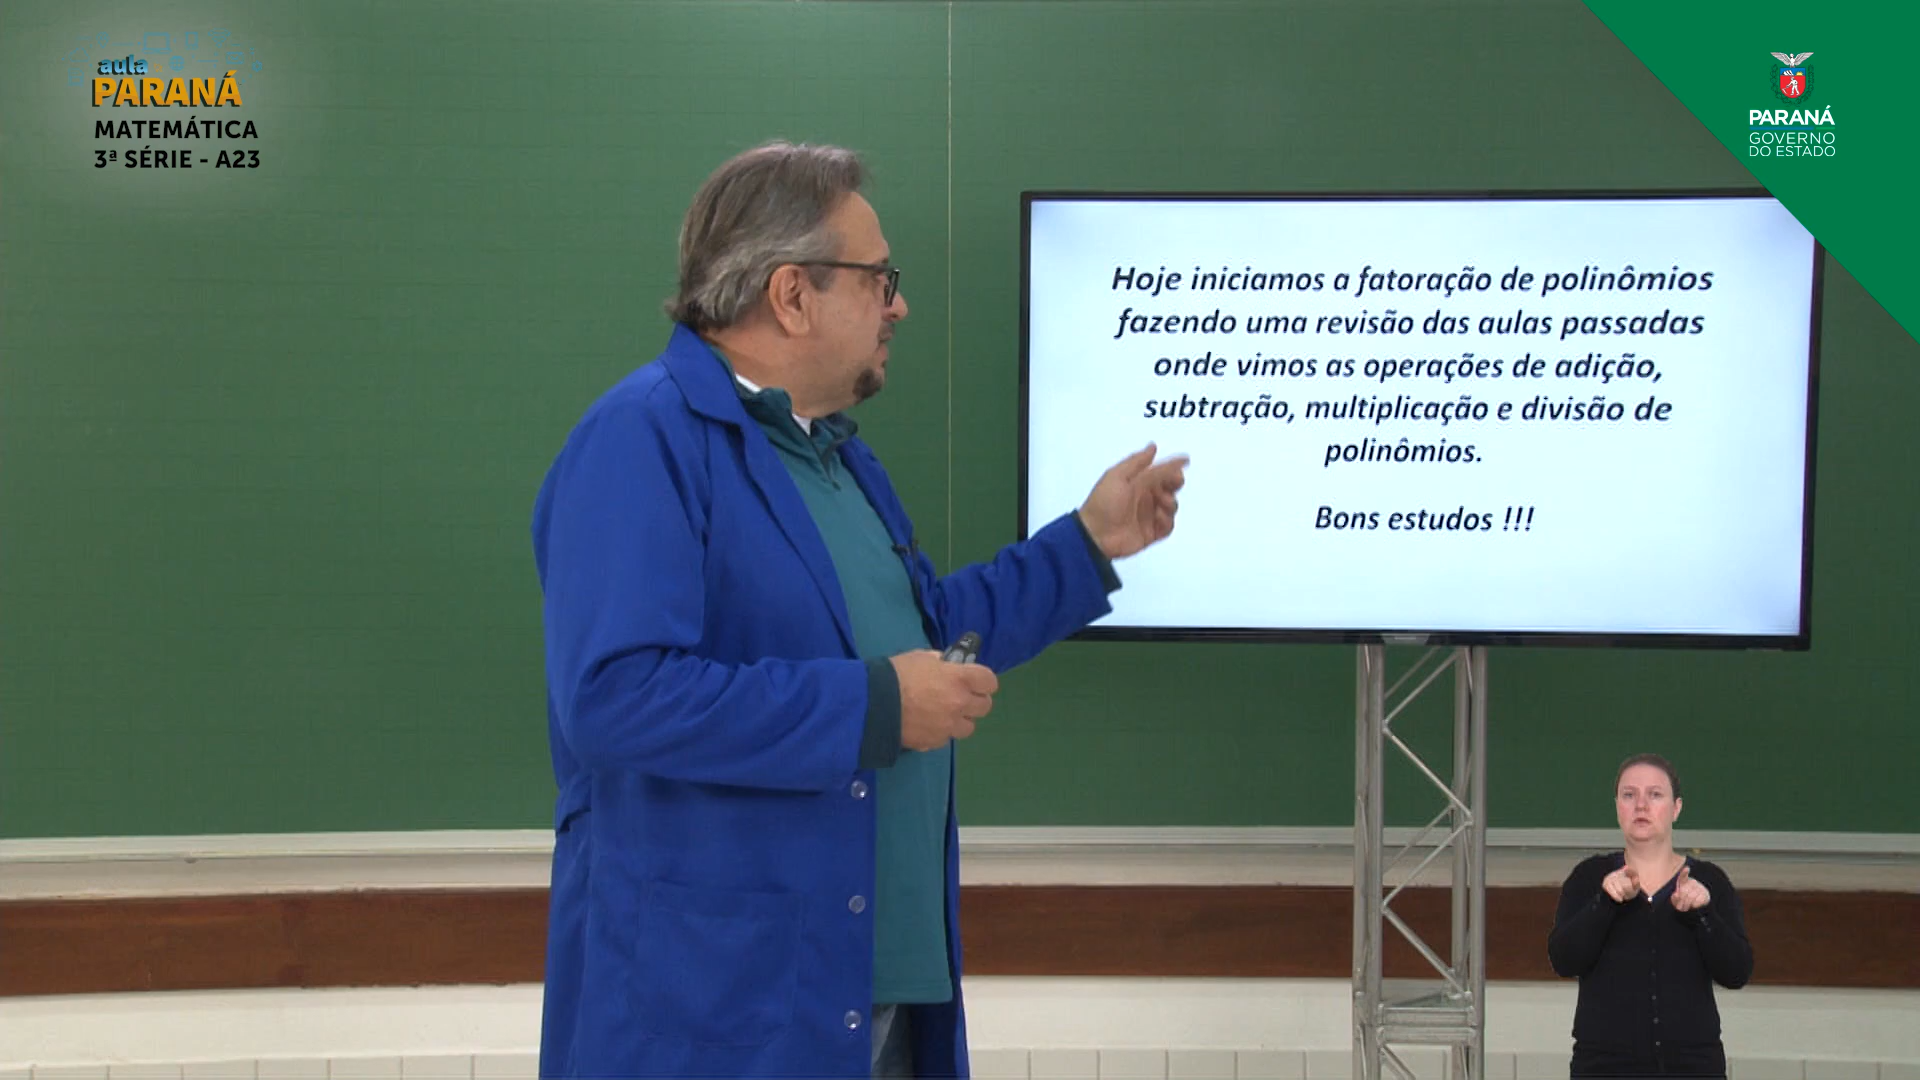 aula
PARANÁ
MATEMÁTICA
3ª SÉRIE - A23
PARANÁ
GOVERNO
DO ESTADO
Hoje iniciamos a fatoração de polinômios
fazendo uma revisão das aulas passadas
onde vimos as operações de adição,
subtração, multiplicação e divisão de
polinômios.
Bons estudos !!!